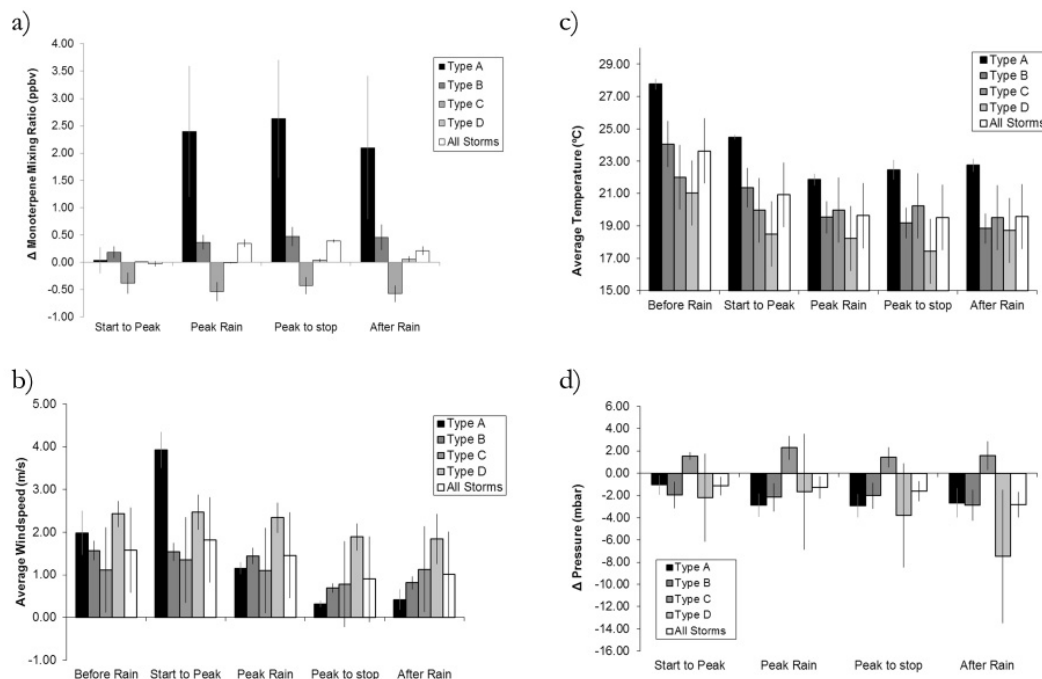 a)
Δ Monoterpene Mixing Ratio (ppbv)
4.00
3.50
3.00
2.50
2.00
1.50
1.00
0.50
0.00
-0.50
-1.00
Start to Peak
Peak Rain
Peak to stop
After Rain
Type A
Type B
Type C
Type D
All Storms
c)
Average Temperature (°C)
29.00
27.00
25.00
23.00
21.00
19.00
17.00
15.00
Before Rain
Start to Peak
Peak Rain
Peak to stop
After Rain
Type A
Type B
Type C
Type D
All Storms
b)
Average Windspeed (m/s)
5.00
4.00
3.00
2.00
1.00
0.00
-1.00
Before Rain
Start to Peak
Peak Rain
Peak to stop
After Rain
Type A
Type B
Type C
Type D
All Storms
d)
Δ Pressure (mbar)
6.00
4.00
2.00
0.00
-2.00
-4.00
-6.00
-8.00
-10.00
-12.00
-14.00
-16.00
Type A
Type B
Type C
Type D
All Storms
Start to Peak
Peak Rain
Peak to stop
After Rain